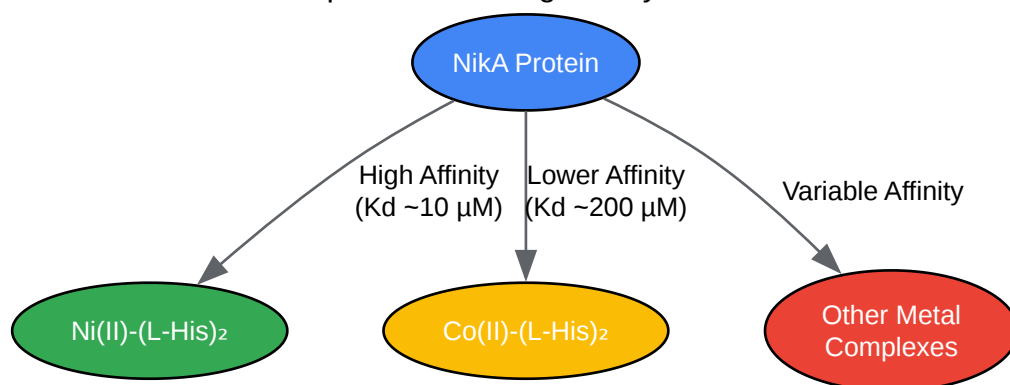 NikA Protein
High Affinity
(Kd ~10 µM)
Lower Affinity
(Kd ~200 µM)
Variable Affinity
Ni(II)-(L-His)₂
Co(II)-(L-His)₂
Other Metal
Complexes